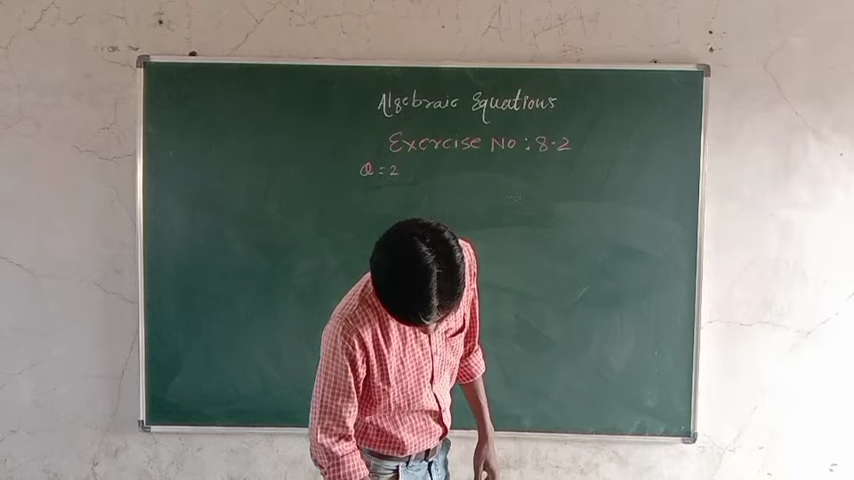 Algebraic Equations
Exercise No : 8.2
Q = 2